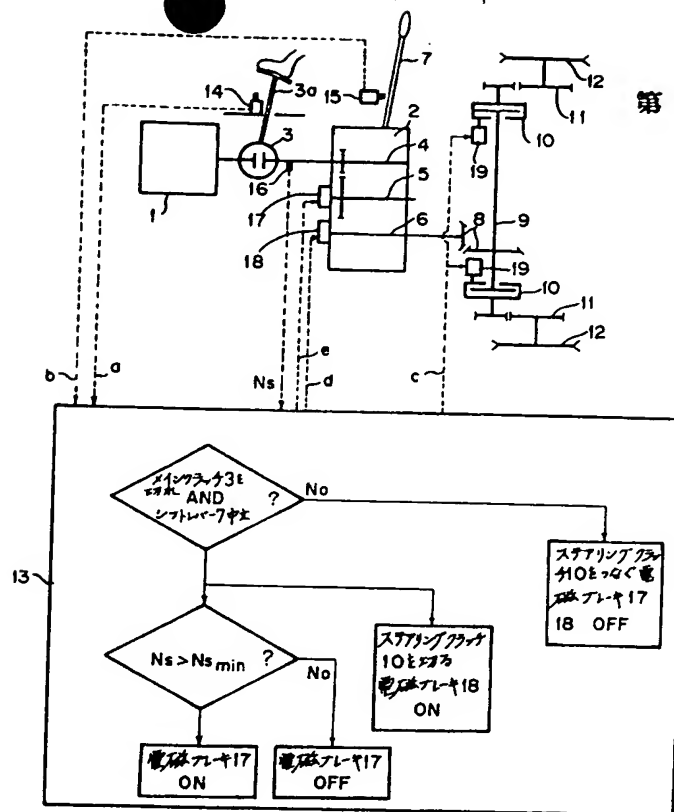 第
7
12
3a
15
14
2
11
3
4
10
19
16
17
5
9
1
6
8
18
19
10
11
12
e
c
b
a
Ns
d
メインクラッチ3を
切れ
AND
シフトレバー7中立
?
No
13
ステアリングクラッ
チ10をつなぐ電
磁ブレーキ17
18 OFF
ステアリングクラッチ
10を切る
電磁ブレーキ18
ON
Ns>Nsmin
?
No
電磁ブレーキ17
ON
電磁ブレーキ17
OFF